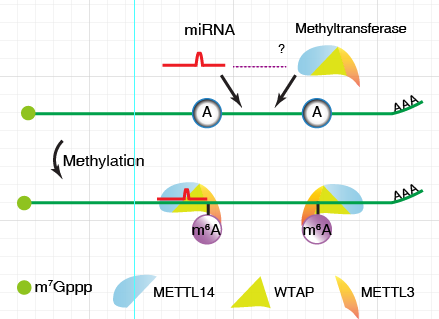 miRNA
Methyltransferase
?
A
A
AAA
Methylation
AAA
m⁶A
m⁶A
m⁷Gppp
METTL14
WTAP
METTL3